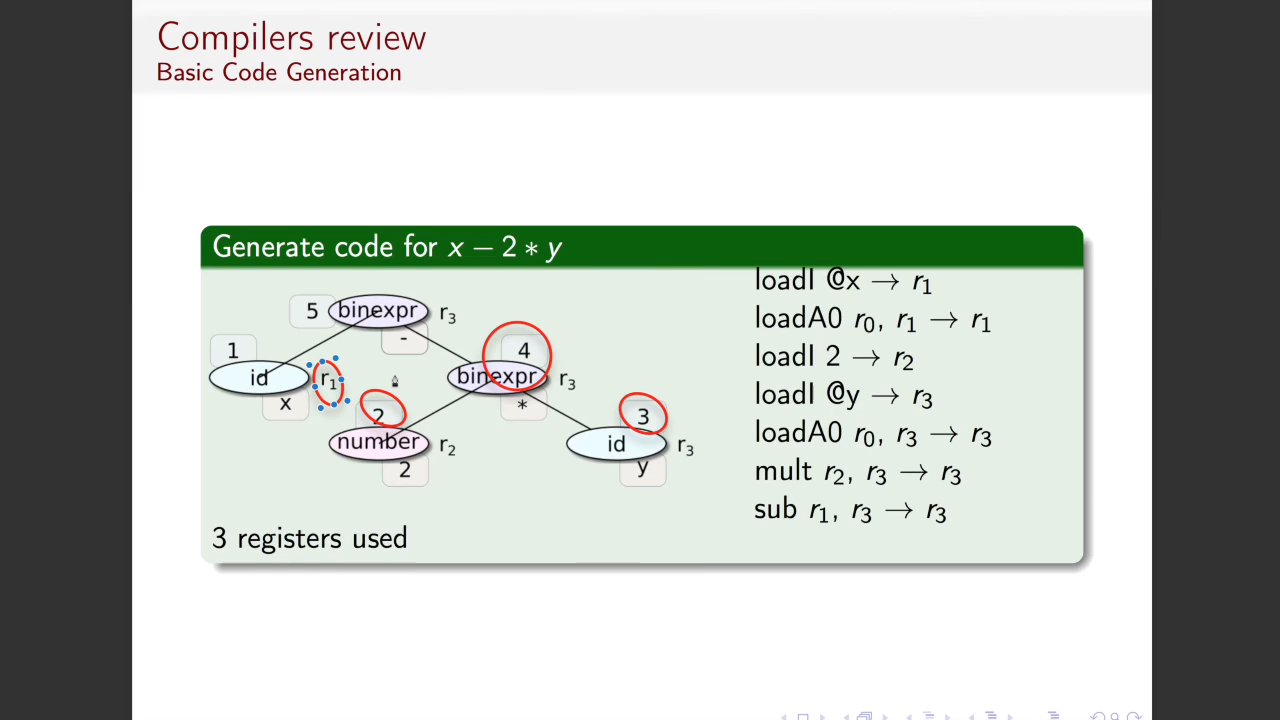 Compilers review
Basic Code Generation
Generate code for x − 2 ∗ y
5 binexpr r3
-
1
id r1
x
4
binexpr r3
*
2
number r2
2
3
id r3
y
3 registers used
loadI @x → r1
loadA0 r0, r1 → r1
loadI 2 → r2
loadI @y → r3
loadA0 r0, r3 → r3
mult r2, r3 → r3
sub r1, r3 → r3